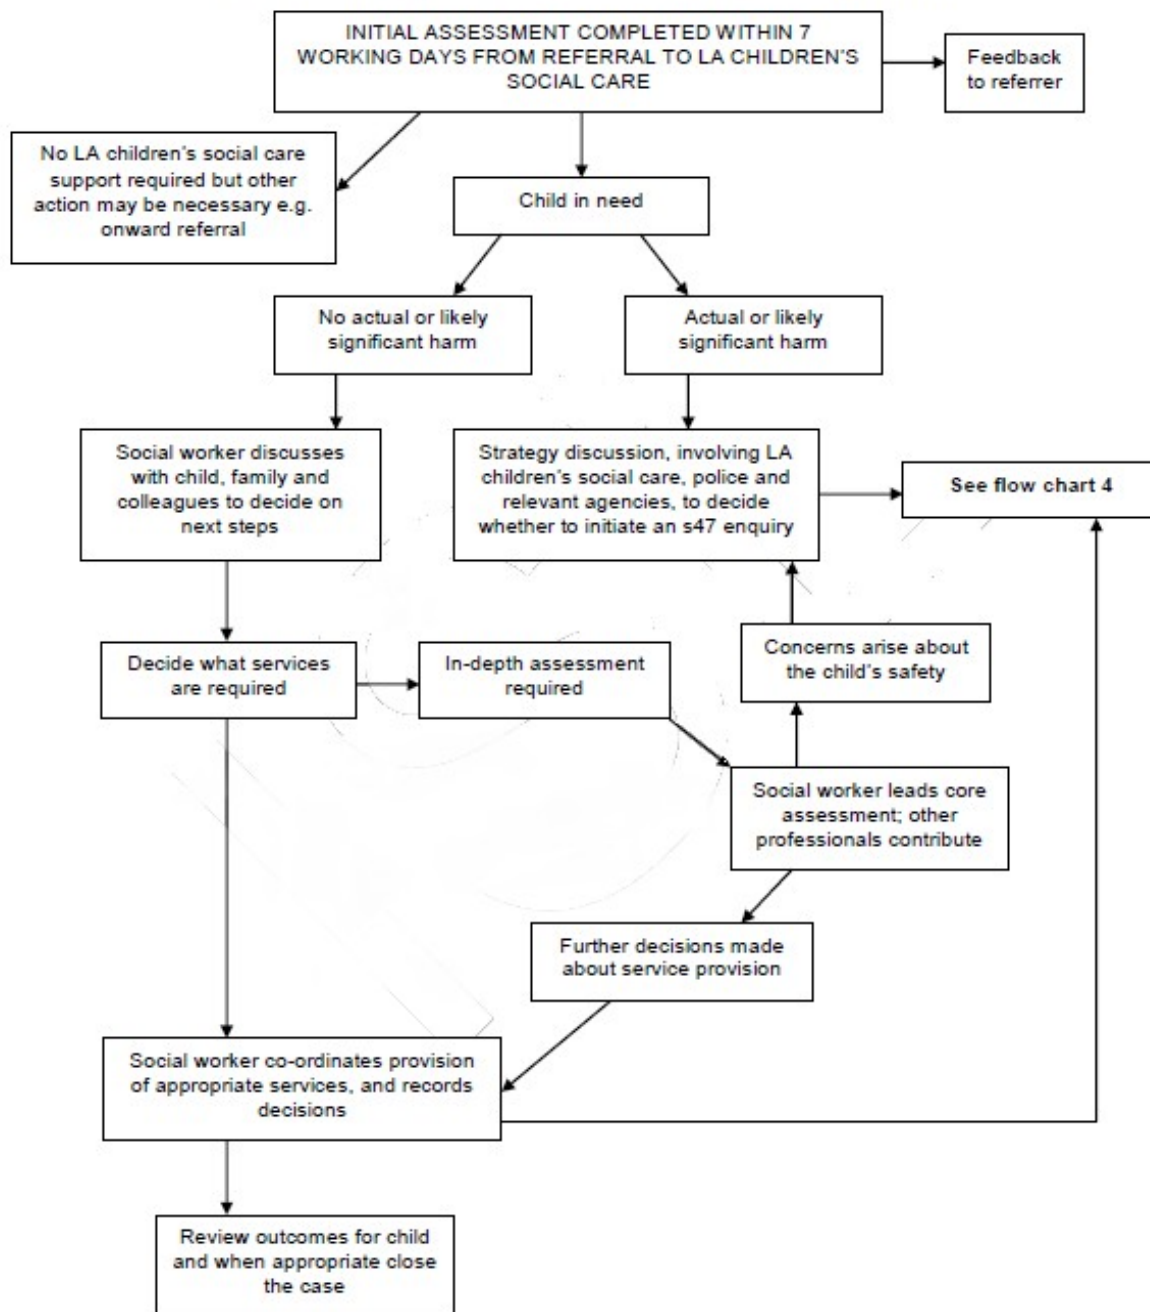 INITIAL ASSESSMENT COMPLETED WITHIN 7
WORKING DAYS FROM REFERRAL TO LA CHILDREN'S
SOCIAL CARE
Feedback
to referrer
No LA children's social care
support required but other
action may be necessary e.g.
onward referral
Child in need
No actual or likely
significant harm
Actual or likely
significant harm
Social worker discusses
with child, family and
colleagues to decide on
next steps
Strategy discussion, involving LA
children's social care, police and
relevant agencies, to decide
whether to initiate an s47 enquiry
See flow chart 4
Decide what services
are required
In-depth assessment
required
Concerns arise about
the child's safety
Social worker leads core
assessment; other
professionals contribute
Further decisions made
about service provision
Social worker co-ordinates provision
of appropriate services, and records
decisions
Review outcomes for child
and when appropriate close
the case